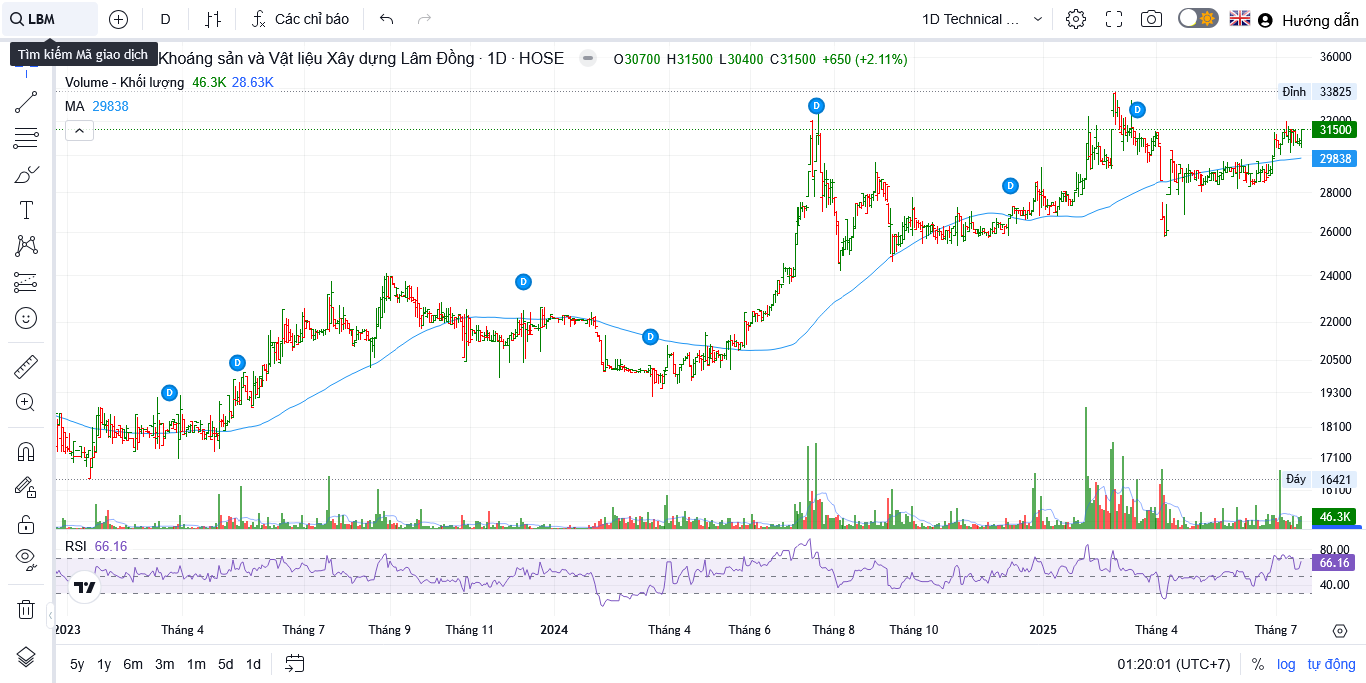 LBM
D
Các chỉ báo
1D Technical ...
Hướng dẫn
Tìm kiếm Mã giao dịch
Khoáng sản và Vật liệu Xây dựng Lâm Đồng · 1D · HOSE
O30700 H31500 L30400 C31500 +650 (+2.11%)
Volume - Khối lượng 46.3K 28.63K
MA 29838
36000
Đỉnh 33825
32000
31500
29838
28000
26000
24000
22000
20500
19300
18100
17100
Đáy 16421
16100
46.3K
D
D
D
D
D
D
D
RSI 66.16
80.00
66.16
40.00
2023 Tháng 4 Tháng 7 Tháng 9 Tháng 11 2024 Tháng 4 Tháng 6 Tháng 8 Tháng 10 2025 Tháng 4 Tháng 7
5y 1y 6m 3m 1m 5d 1d
01:20:01 (UTC+7) % log tự động